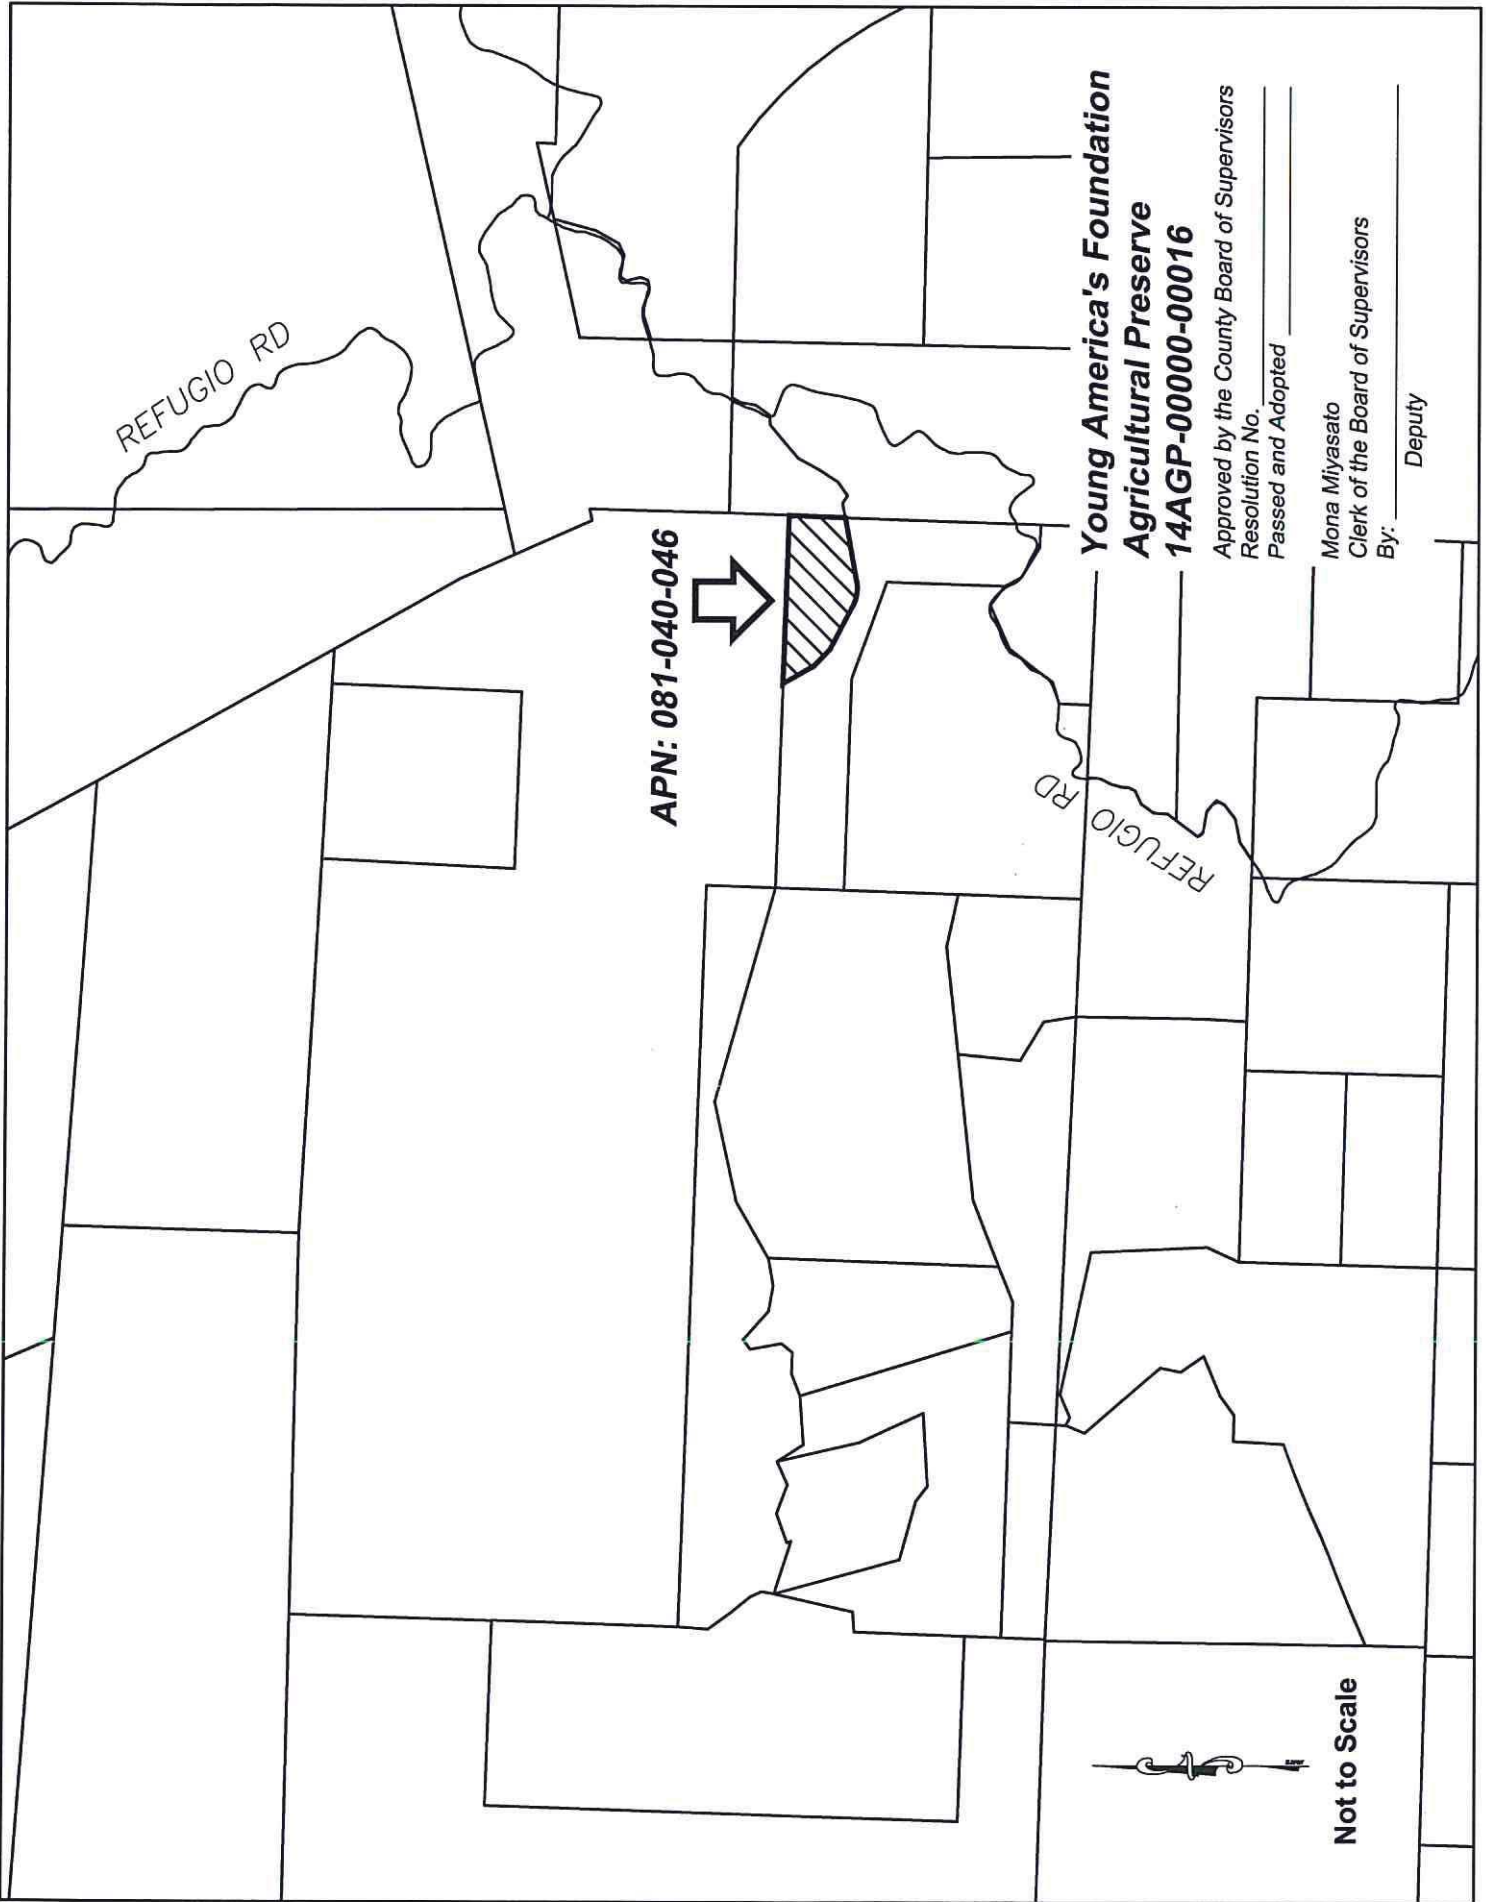 REFUGIO RD
APN: 081-040-046
REFUGIO RD
Young America's Foundation
Agricultural Preserve
14AGP-00000-00016
Approved by the County Board of Supervisors
Resolution No.
Passed and Adopted
Mona Miyasato
Clerk of the Board of Supervisors
By:
Deputy
Not to Scale